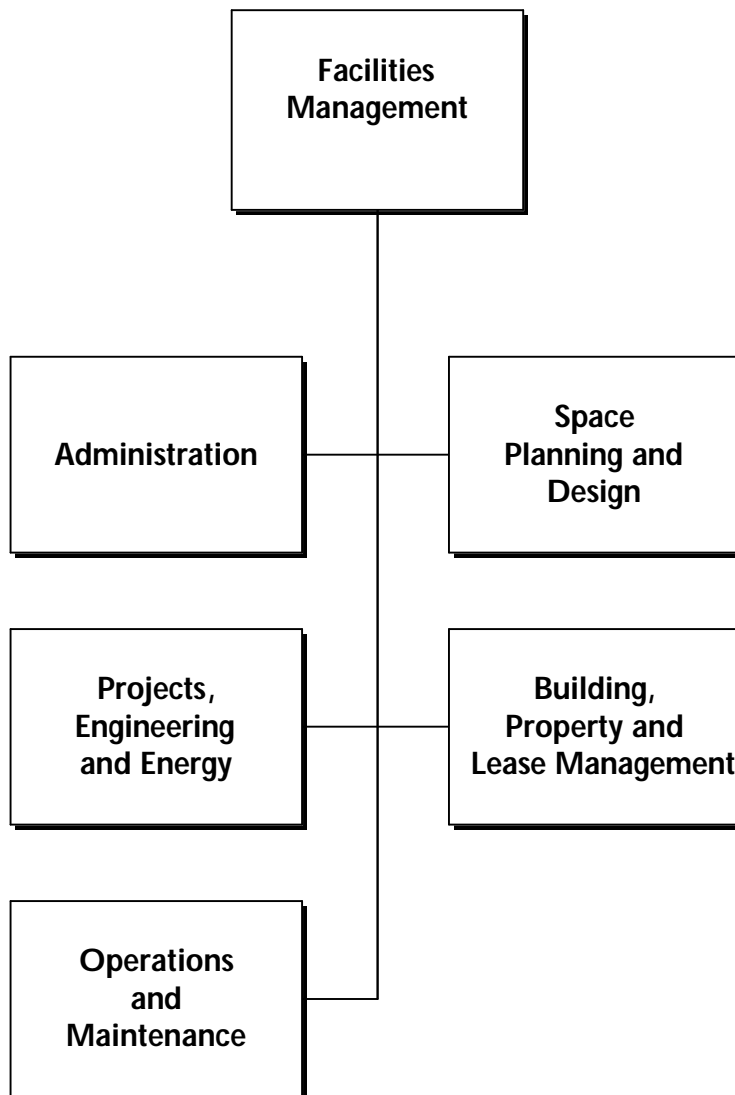 Facilities
Management
Administration
Space
Planning and
Design
Projects,
Engineering
and Energy
Building,
Property and
Lease Management
Operations
and
Maintenance